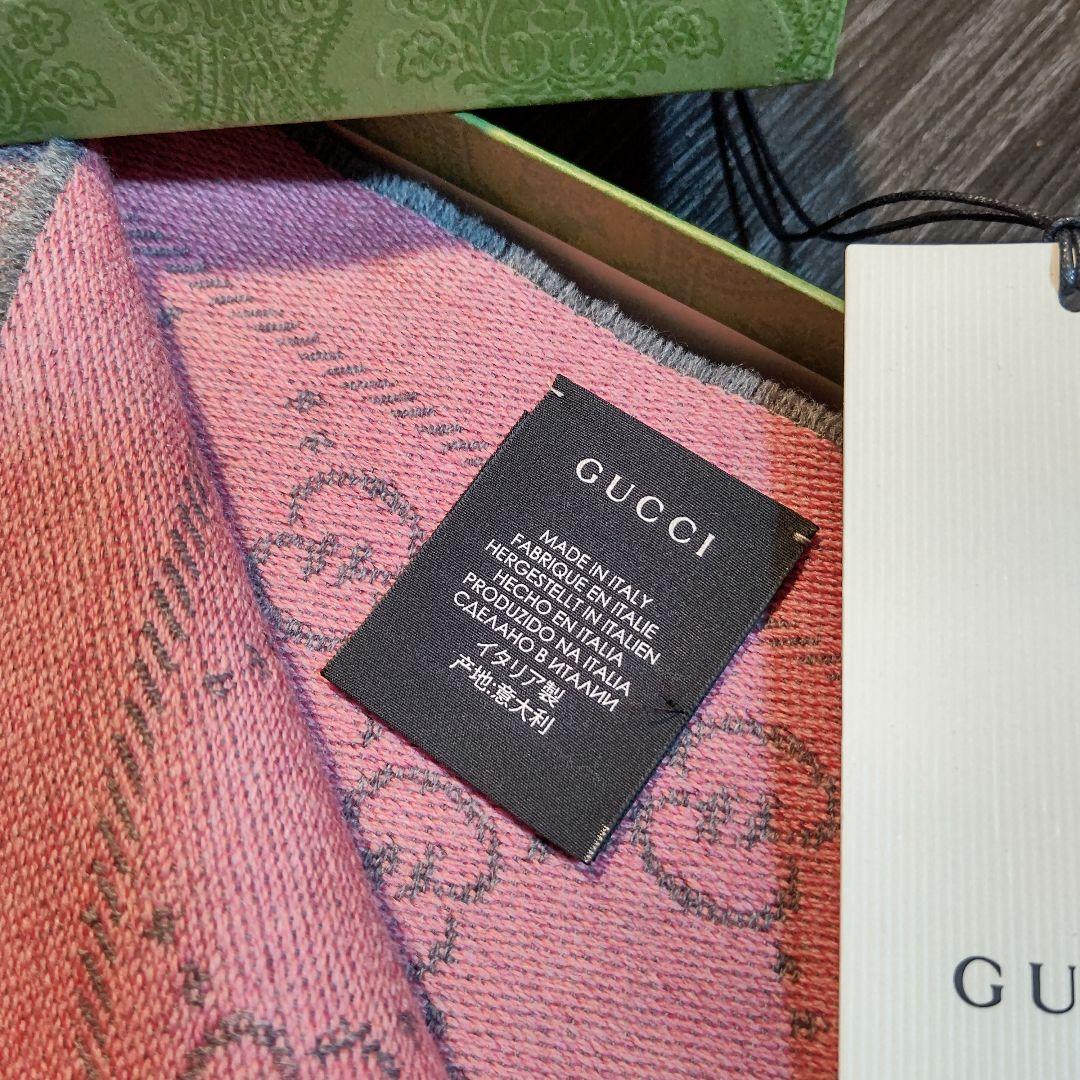 GUCCI
MADE IN ITALY
FABRIQUE EN ITALIE
HERGESTELLT IN ITALIEN
HECHO EN ITALIA
PRODUZIDO NA ITALIA
СДЕЛАНО В ИТАЛИИ
イタリア製
产地:意大利
GU